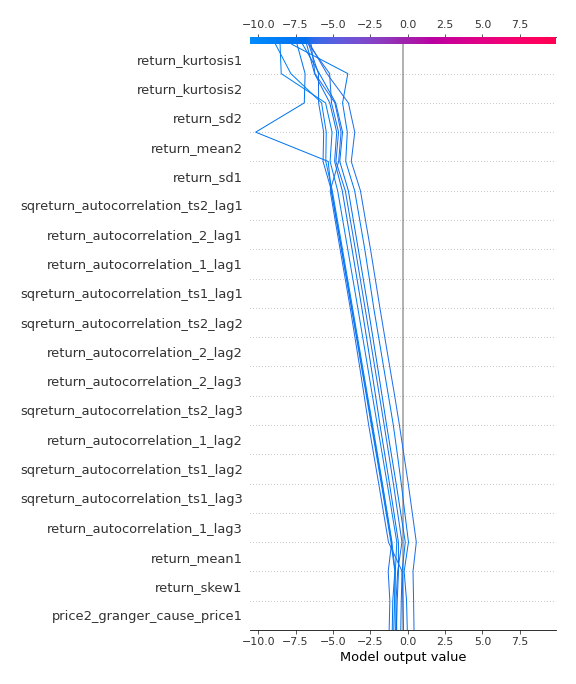 −10.0 −7.5 −5.0 −2.5 0.0 2.5 5.0 7.5
return_kurtosis1
return_kurtosis2
return_sd2
return_mean2
return_sd1
sqreturn_autocorrelation_ts2_lag1
return_autocorrelation_2_lag1
return_autocorrelation_1_lag1
sqreturn_autocorrelation_ts1_lag1
sqreturn_autocorrelation_ts2_lag2
return_autocorrelation_2_lag2
return_autocorrelation_2_lag3
sqreturn_autocorrelation_ts2_lag3
return_autocorrelation_1_lag2
sqreturn_autocorrelation_ts1_lag2
sqreturn_autocorrelation_ts1_lag3
return_autocorrelation_1_lag3
return_mean1
return_skew1
price2_granger_cause_price1
−10.0 −7.5 −5.0 −2.5 0.0 2.5 5.0 7.5
Model output value